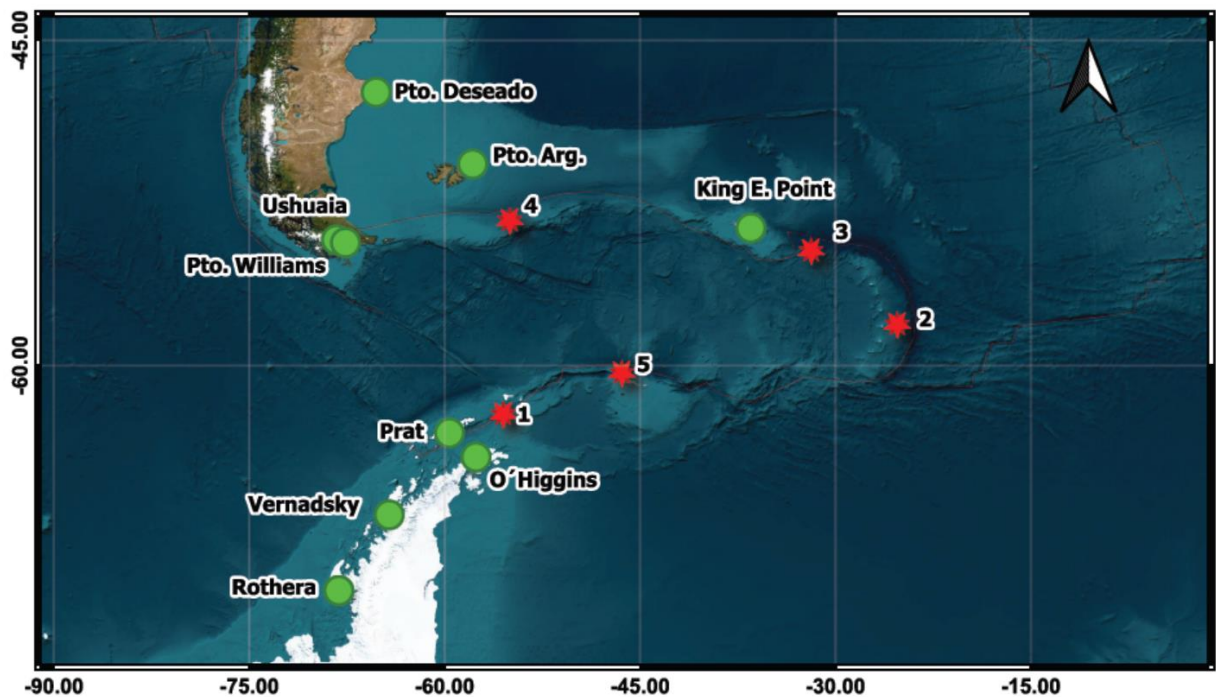 -45.00
Pto. Deseado
Pto. Arg.
King E. Point
Ushuaia
4
3
Pto. Williams
2
-60.00
5
1
Prat
O´Higgins
Vernadsky
Rothera
-90.00 -75.00 -60.00 -45.00 -30.00 -15.00